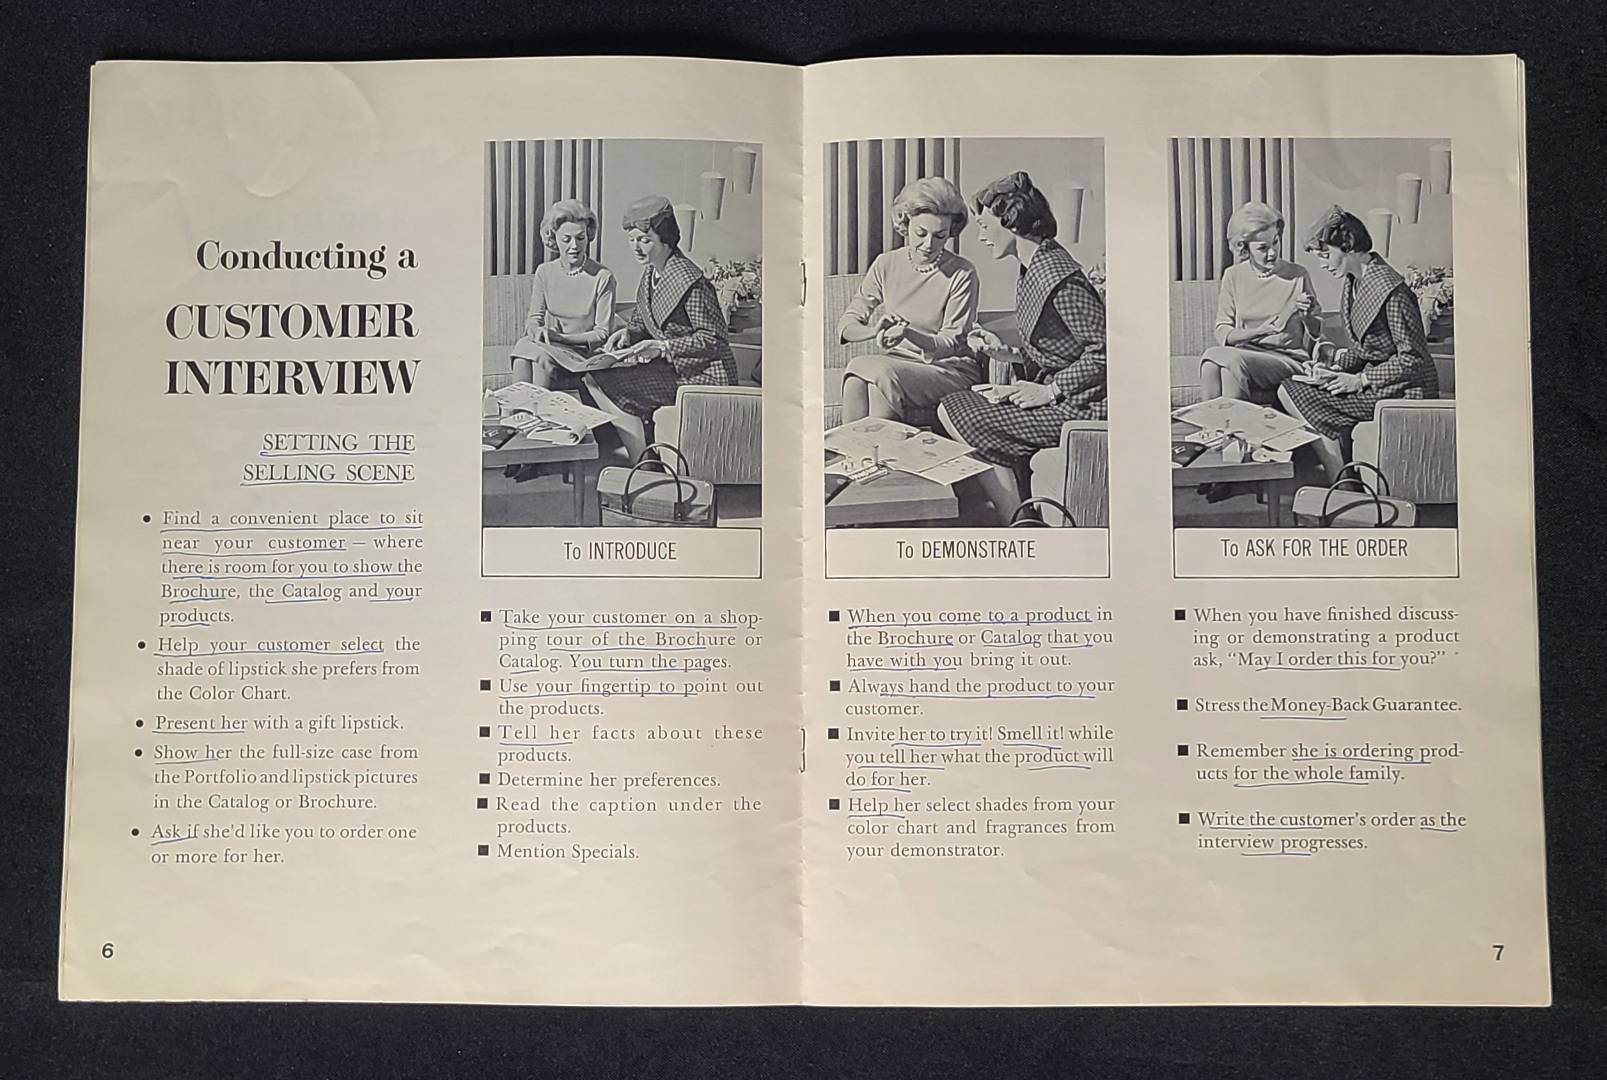 Conducting a
CUSTOMER
INTERVIEW
SETTING THE
SELLING SCENE
• Find a convenient place to sit
near your customer — where
there is room for you to show the
Brochure, the Catalog and your
products.
• Help your customer select the
shade of lipstick she prefers from
the Color Chart.
• Present her with a gift lipstick.
• Show her the full-size case from
the Portfolio and lipstick pictures
in the Catalog or Brochure.
• Ask if she'd like you to order one
or more for her.
6
To INTRODUCE
■ Take your customer on a shop-
ping tour of the Brochure or
Catalog. You turn the pages.
■ Use your fingertip to point out
the products.
■ Tell her facts about these
products.
■ Determine her preferences.
■ Read the caption under the
products.
■ Mention Specials.
To DEMONSTRATE
■ When you come to a product in
the Brochure or Catalog that you
have with you bring it out.
■ Always hand the product to your
customer.
■ Invite her to try it! Smell it! while
you tell her what the product will
do for her.
■ Help her select shades from your
color chart and fragrances from
your demonstrator.
To ASK FOR THE ORDER
■ When you have finished discuss-
ing or demonstrating a product
ask, "May I order this for you?"
■ Stress the Money-Back Guarantee.
■ Remember she is ordering prod-
ucts for the whole family.
■ Write the customer's order as the
interview progresses.
7